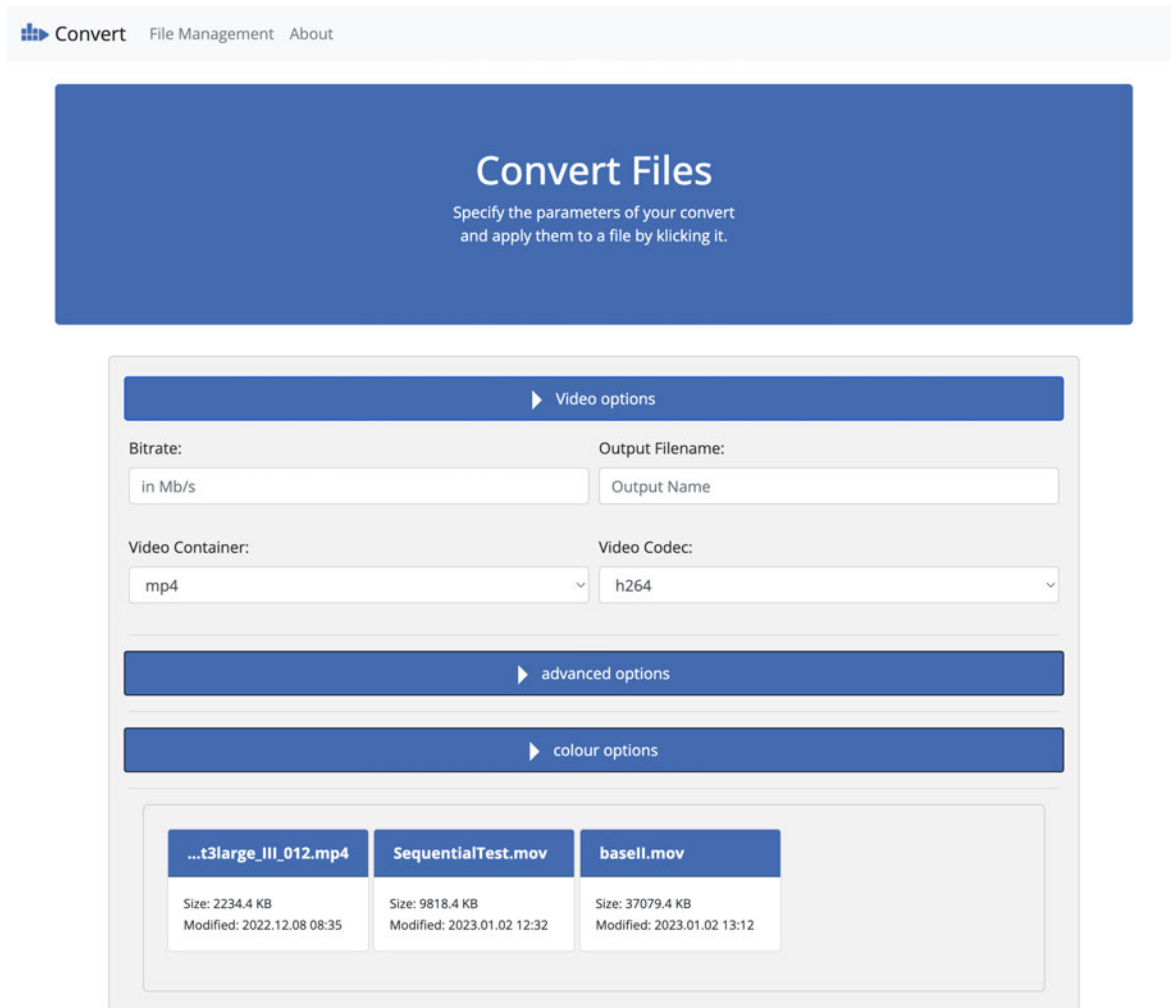 Convert File Management About
Convert Files
Specify the parameters of your convert
and apply them to a file by klicking it.
Video options
Bitrate: Output Filename:
in Mb/s Output Name
Video Container: Video Codec:
mp4 h264
advanced options
colour options
...t3large_III_012.mp4 SequentialTest.mov baseII.mov
Size: 2234.4 KB Size: 9818.4 KB Size: 37079.4 KB
Modified: 2022.12.08 08:35 Modified: 2023.01.02 12:32 Modified: 2023.01.02 13:12